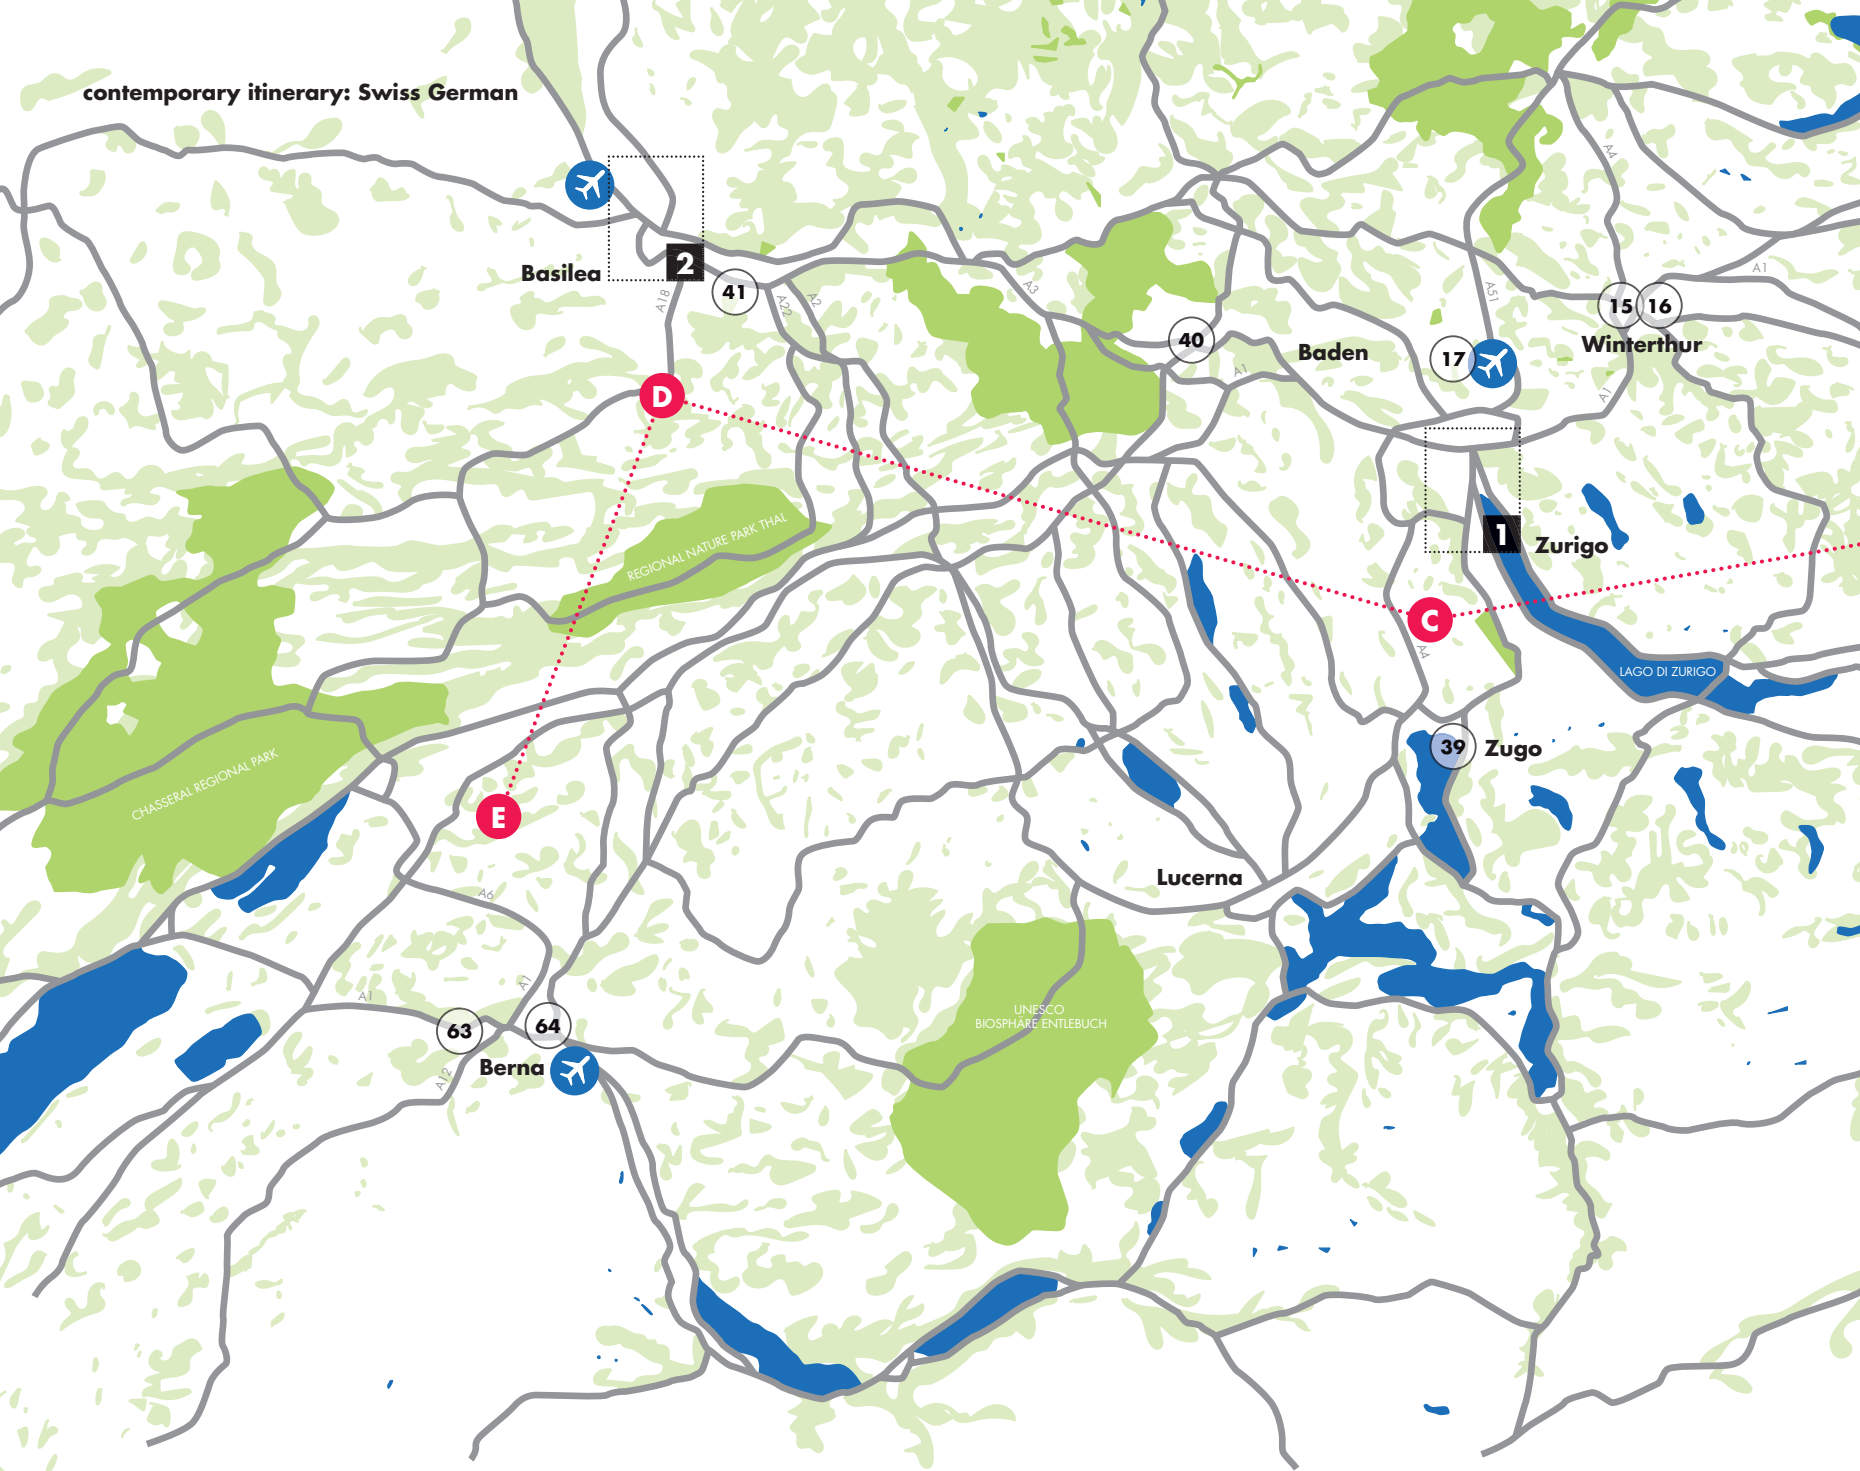 contemporary itinerary: Swiss German
A4
2
Basilea
41
A18
A22
A2
A3
A1
A51
15
16
Winterthur
40
Baden
17
A1
A1
D
REGIONAL NATURE PARK THAL
1
Zurigo
C
A4
LAGO DI ZURIGO
39
Zugo
CHASSERAL REGIONAL PARK
E
Lucerna
A6
A1
A1
UNESCO
BIOSPHÄRE ENTLEBUCH
63
64
Berna
A12